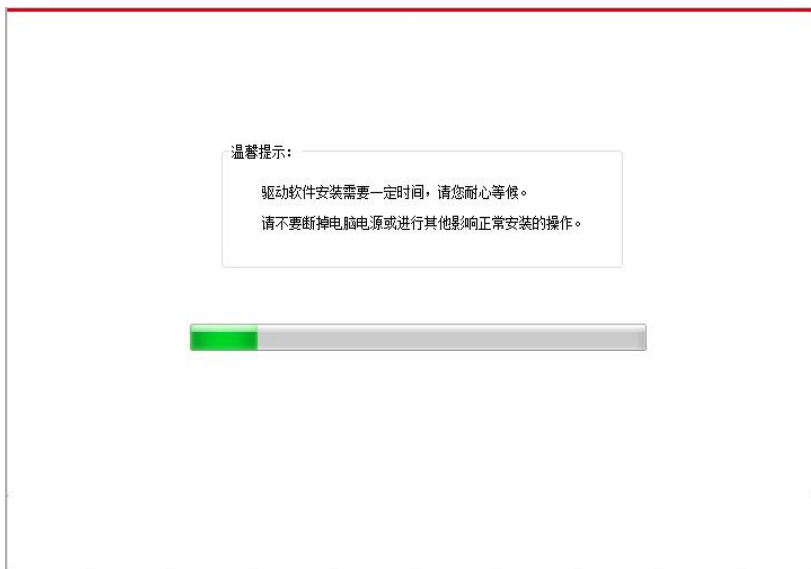 温馨提示：
驱动软件安装需要一定时间，请您耐心等候。
请不要断掉电脑电源或进行其他影响正常安装的操作。